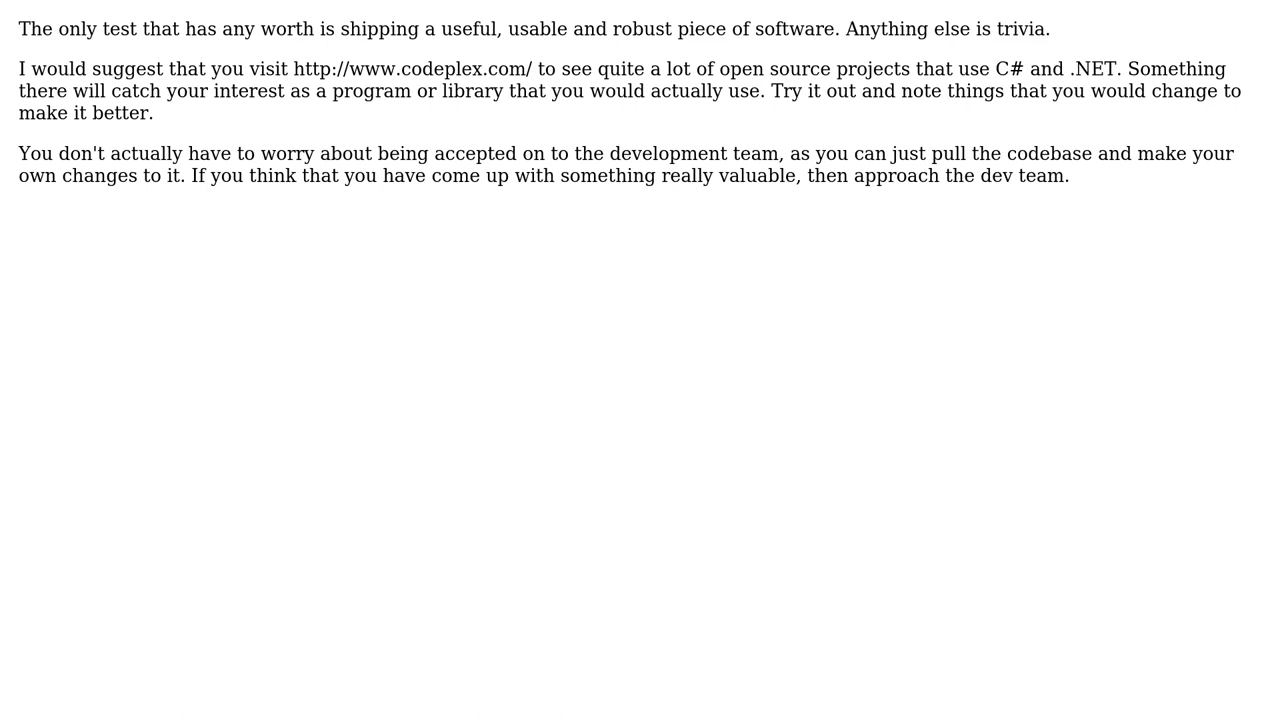 The only test that has any worth is shipping a useful, usable and robust piece of software. Anything else is trivia.
I would suggest that you visit http://www.codeplex.com/ to see quite a lot of open source projects that use C# and .NET. Something
there will catch your interest as a program or library that you would actually use. Try it out and note things that you would change to
make it better.
You don't actually have to worry about being accepted on to the development team, as you can just pull the codebase and make your
own changes to it. If you think that you have come up with something really valuable, then approach the dev team.